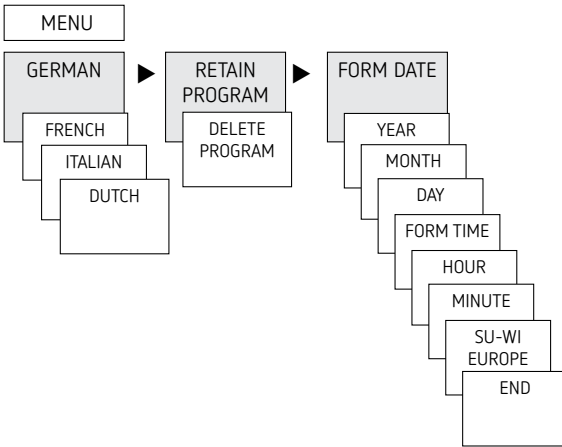 MENU
GERMAN
FRENCH
ITALIAN
DUTCH
RETAIN
PROGRAM
DELETE
PROGRAM
FORM DATE
YEAR
MONTH
DAY
FORM TIME
HOUR
MINUTE
SU-WI
EUROPE
END